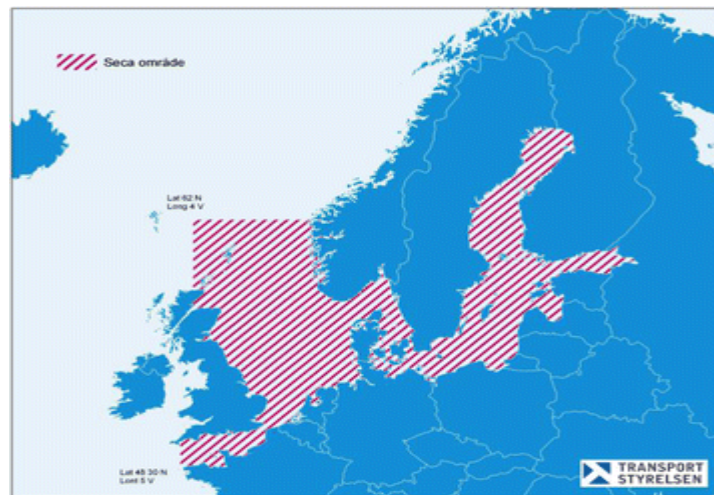 Seca område
Lat 62 N
Long 4 V
Lat 48 30 N
Lont 5 V
TRANSPORT
STYRELSEN